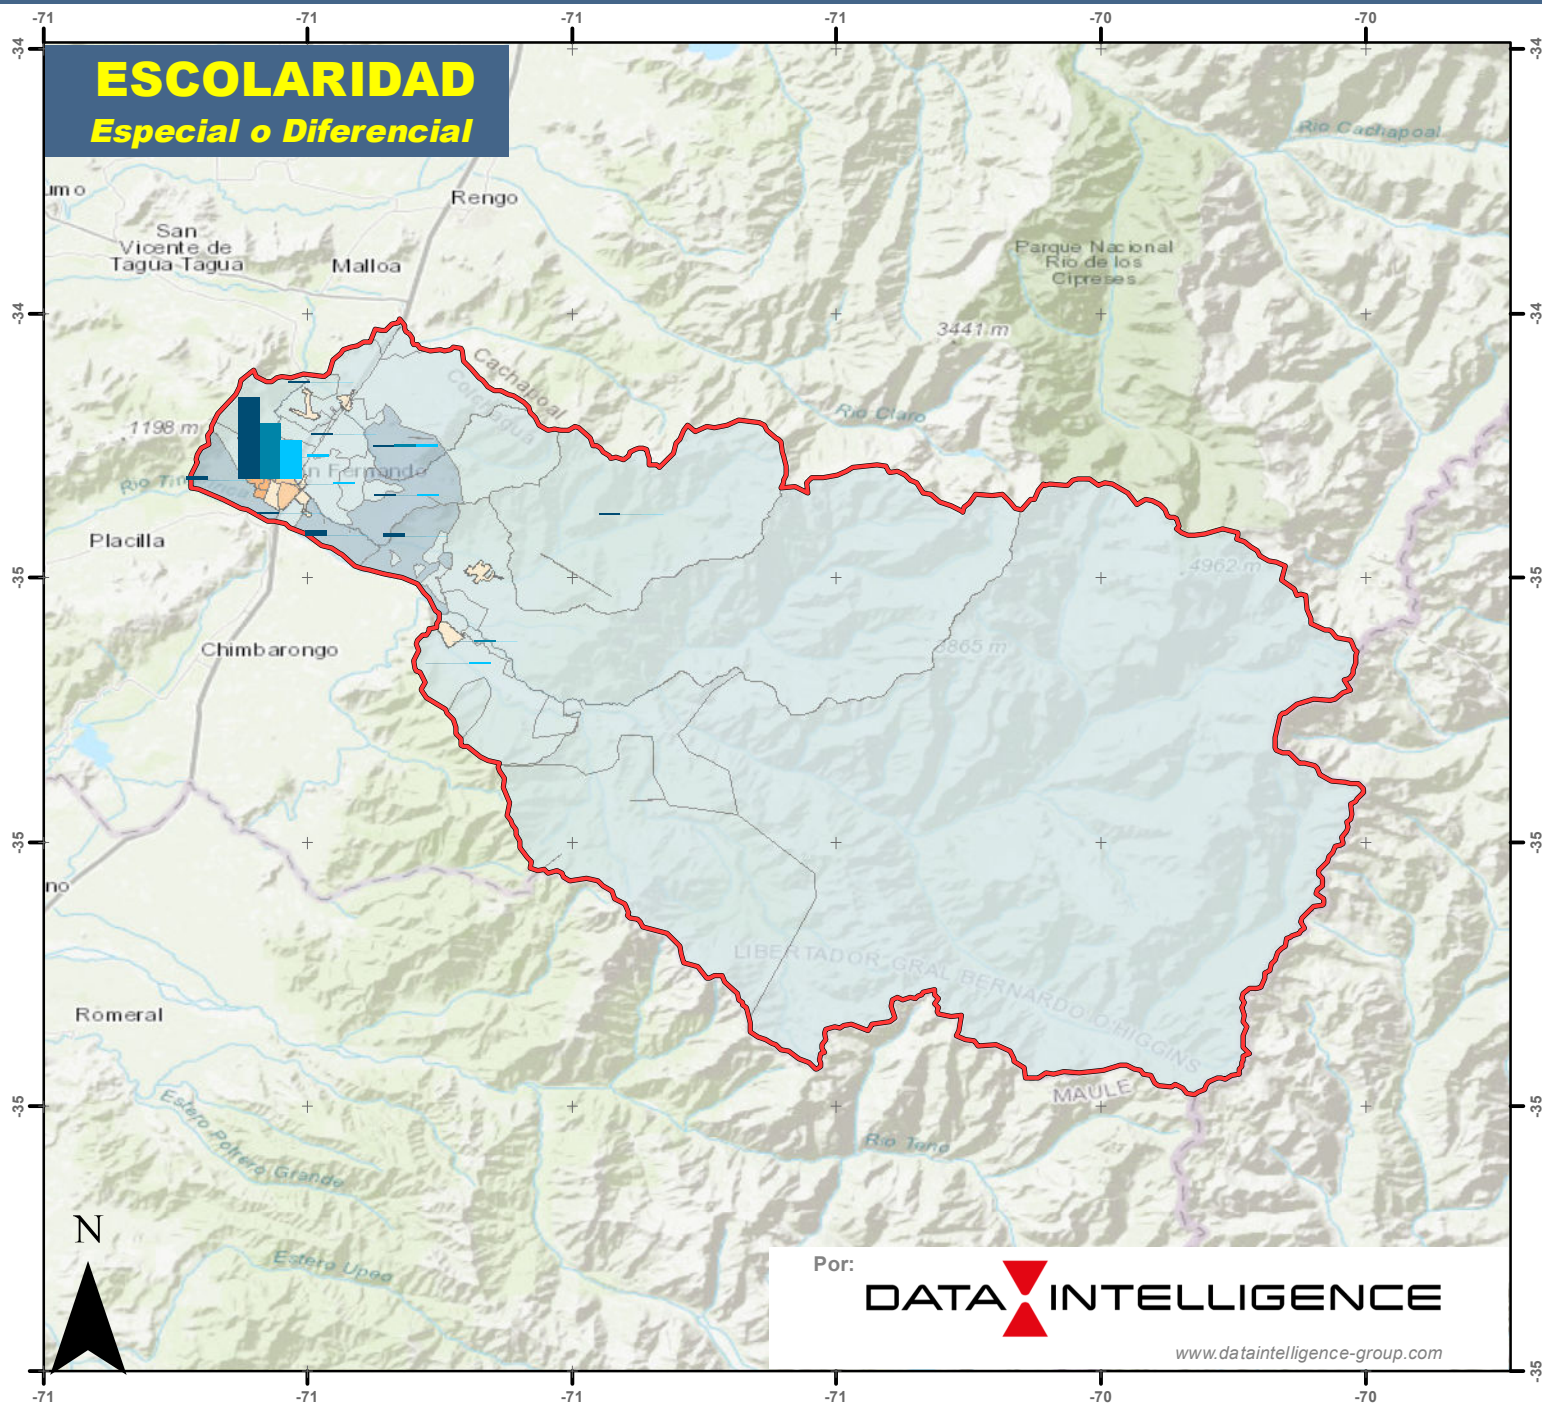 -71
-71
-71
-71
-70
-70
-34
-34
ESCOLARIDAD
Especial o Diferencial
Rio Cachapoal
Rengo
San
Vicente de
Tagua Tagua
Malloa
Parque Nacional
Rio de los
Cipreses
-34
-34
3441 m
Cachapoal
Rio Claro
1198 m
n Fernando
Placilla
4962 m
-35
-35
Chimbarongo
3865 m
-35
-35
no
LIBERTADOR GRAL BERNARDO O'HIGGINS
Romeral
MAULE
-35
-35
Estero Potrero Grande
Rio Teno
N
Estero Upeo
Por:
DATA INTELLIGENCE
www.dataintelligence-group.com
-35
-71
-71
-71
-71
-70
-70